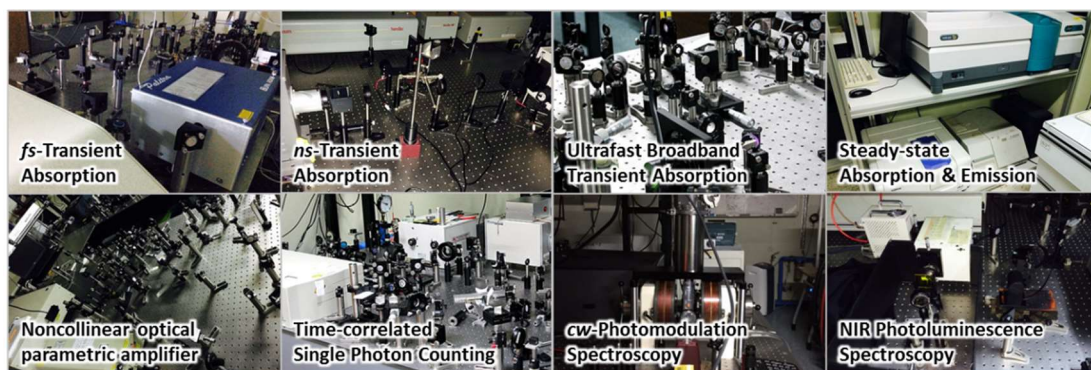 fs-Transient
Absorption
ns-Transient
Absorption
Ultrafast Broadband
Transient Absorption
Steady-state
Absorption & Emission
Noncollinear optical
parametric amplifier
Time-correlated
Single Photon Counting
cw-Photomodulation
Spectroscopy
NIR Photoluminescence
Spectroscopy